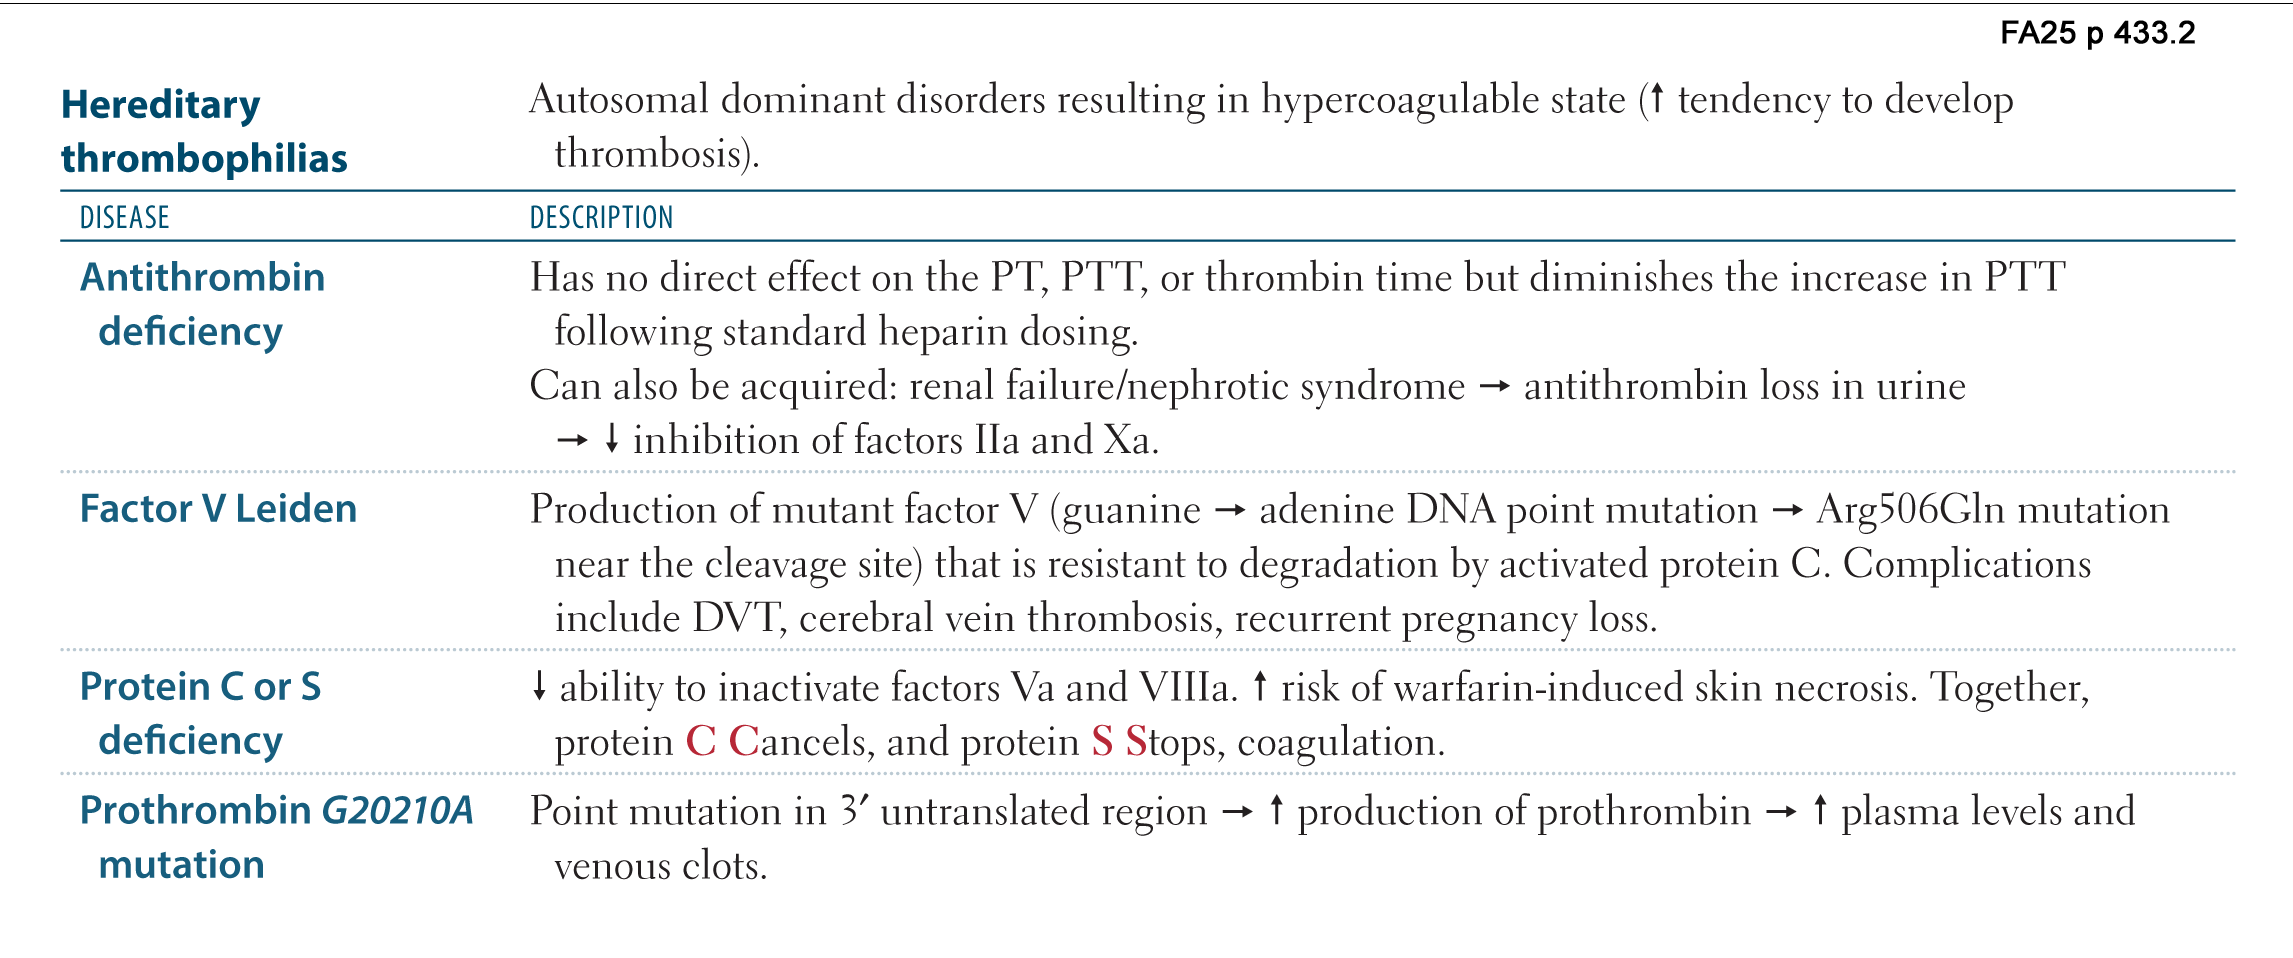 FA25 p 433.2
Hereditary thrombophilias
Autosomal dominant disorders resulting in hypercoagulable state (↑ tendency to develop
thrombosis).
DISEASE
DESCRIPTION
Antithrombin
deficiency
Has no direct effect on the PT, PTT, or thrombin time but diminishes the increase in PTT
following standard heparin dosing.
Can also be acquired: renal failure/nephrotic syndrome → antithrombin loss in urine
→ ↓ inhibition of factors IIa and Xa.
Factor V Leiden
Production of mutant factor V (guanine → adenine DNA point mutation → Arg506Gln mutation
near the cleavage site) that is resistant to degradation by activated protein C. Complications
include DVT, cerebral vein thrombosis, recurrent pregnancy loss.
Protein C or S
deficiency
↓ ability to inactivate factors Va and VIIIa. ↑ risk of warfarin-induced skin necrosis. Together,
protein C Cancels, and protein S Stops, coagulation.
Prothrombin G20210A
mutation
Point mutation in 3′ untranslated region → ↑ production of prothrombin → ↑ plasma levels and
venous clots.